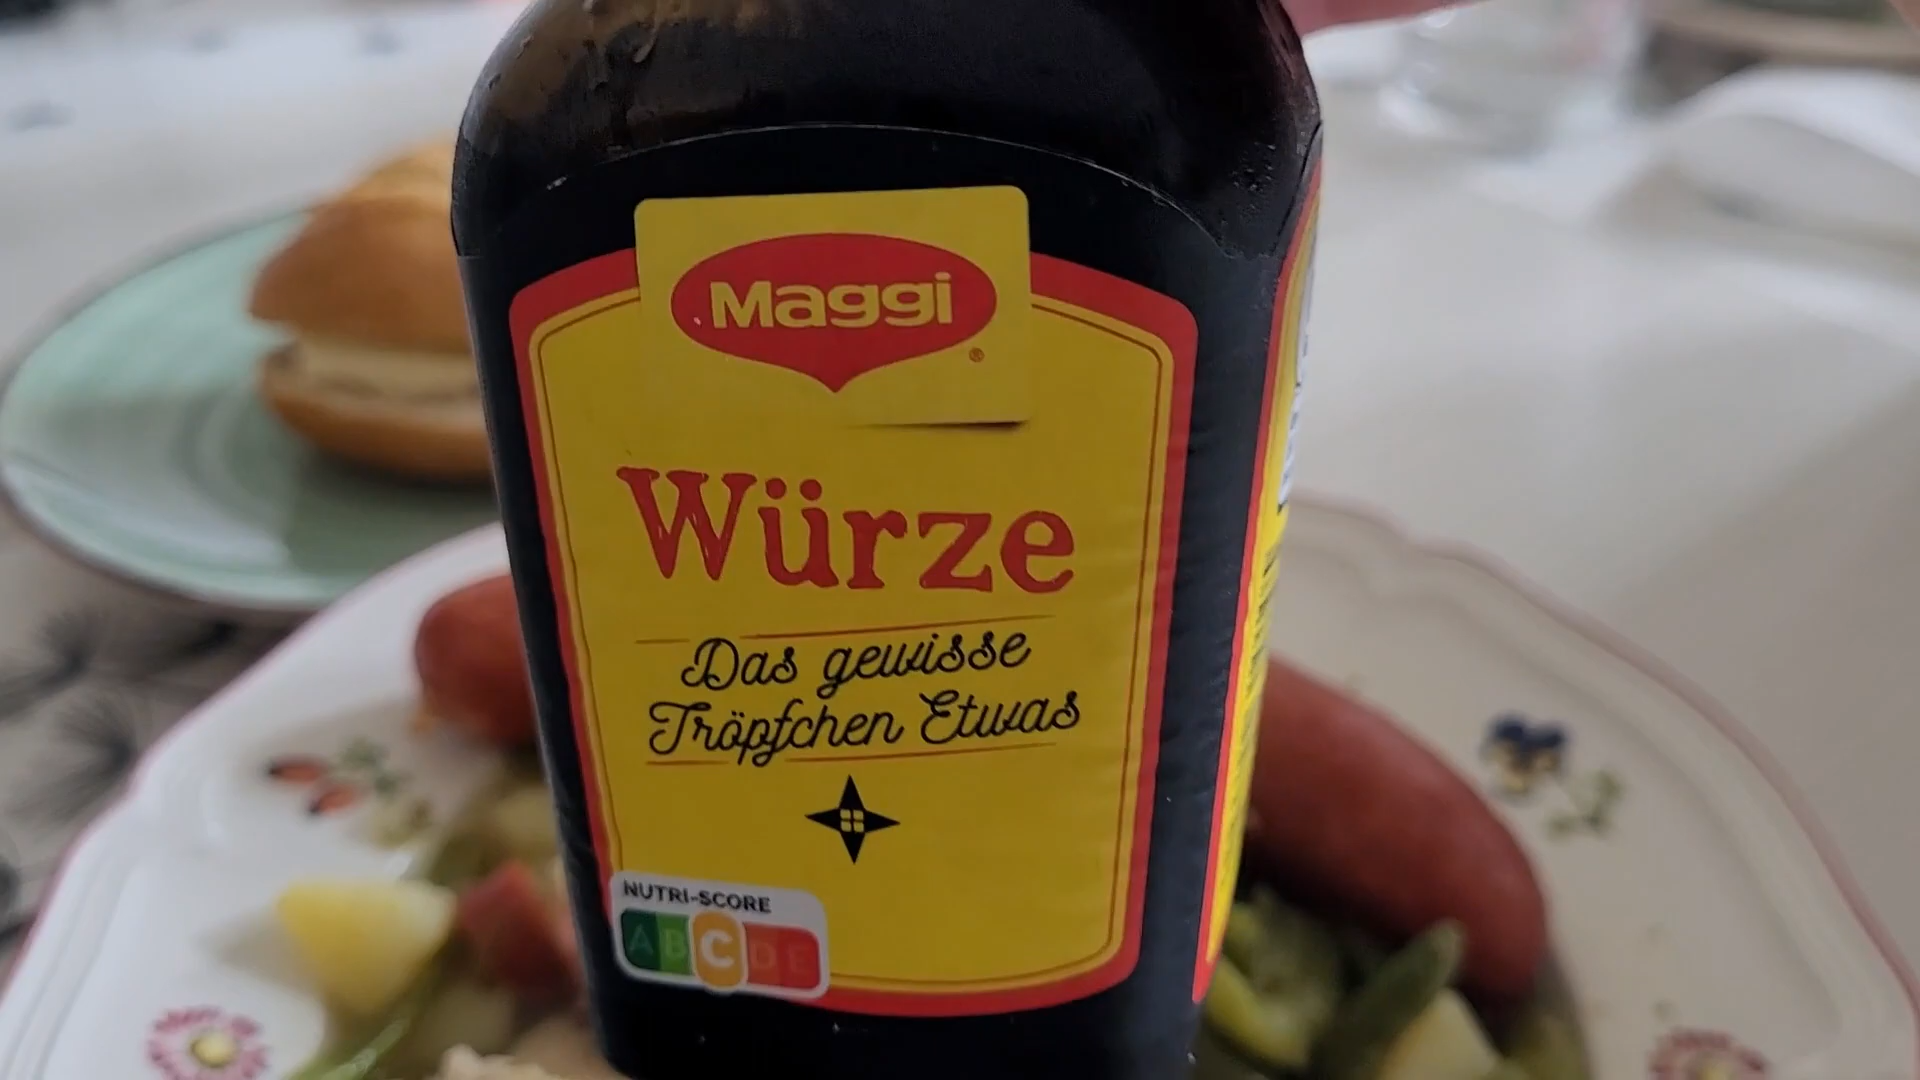 Maggi
®
Würze
Das gewisse
Tröpfchen Etwas
NUTRI-SCORE
A B C D E